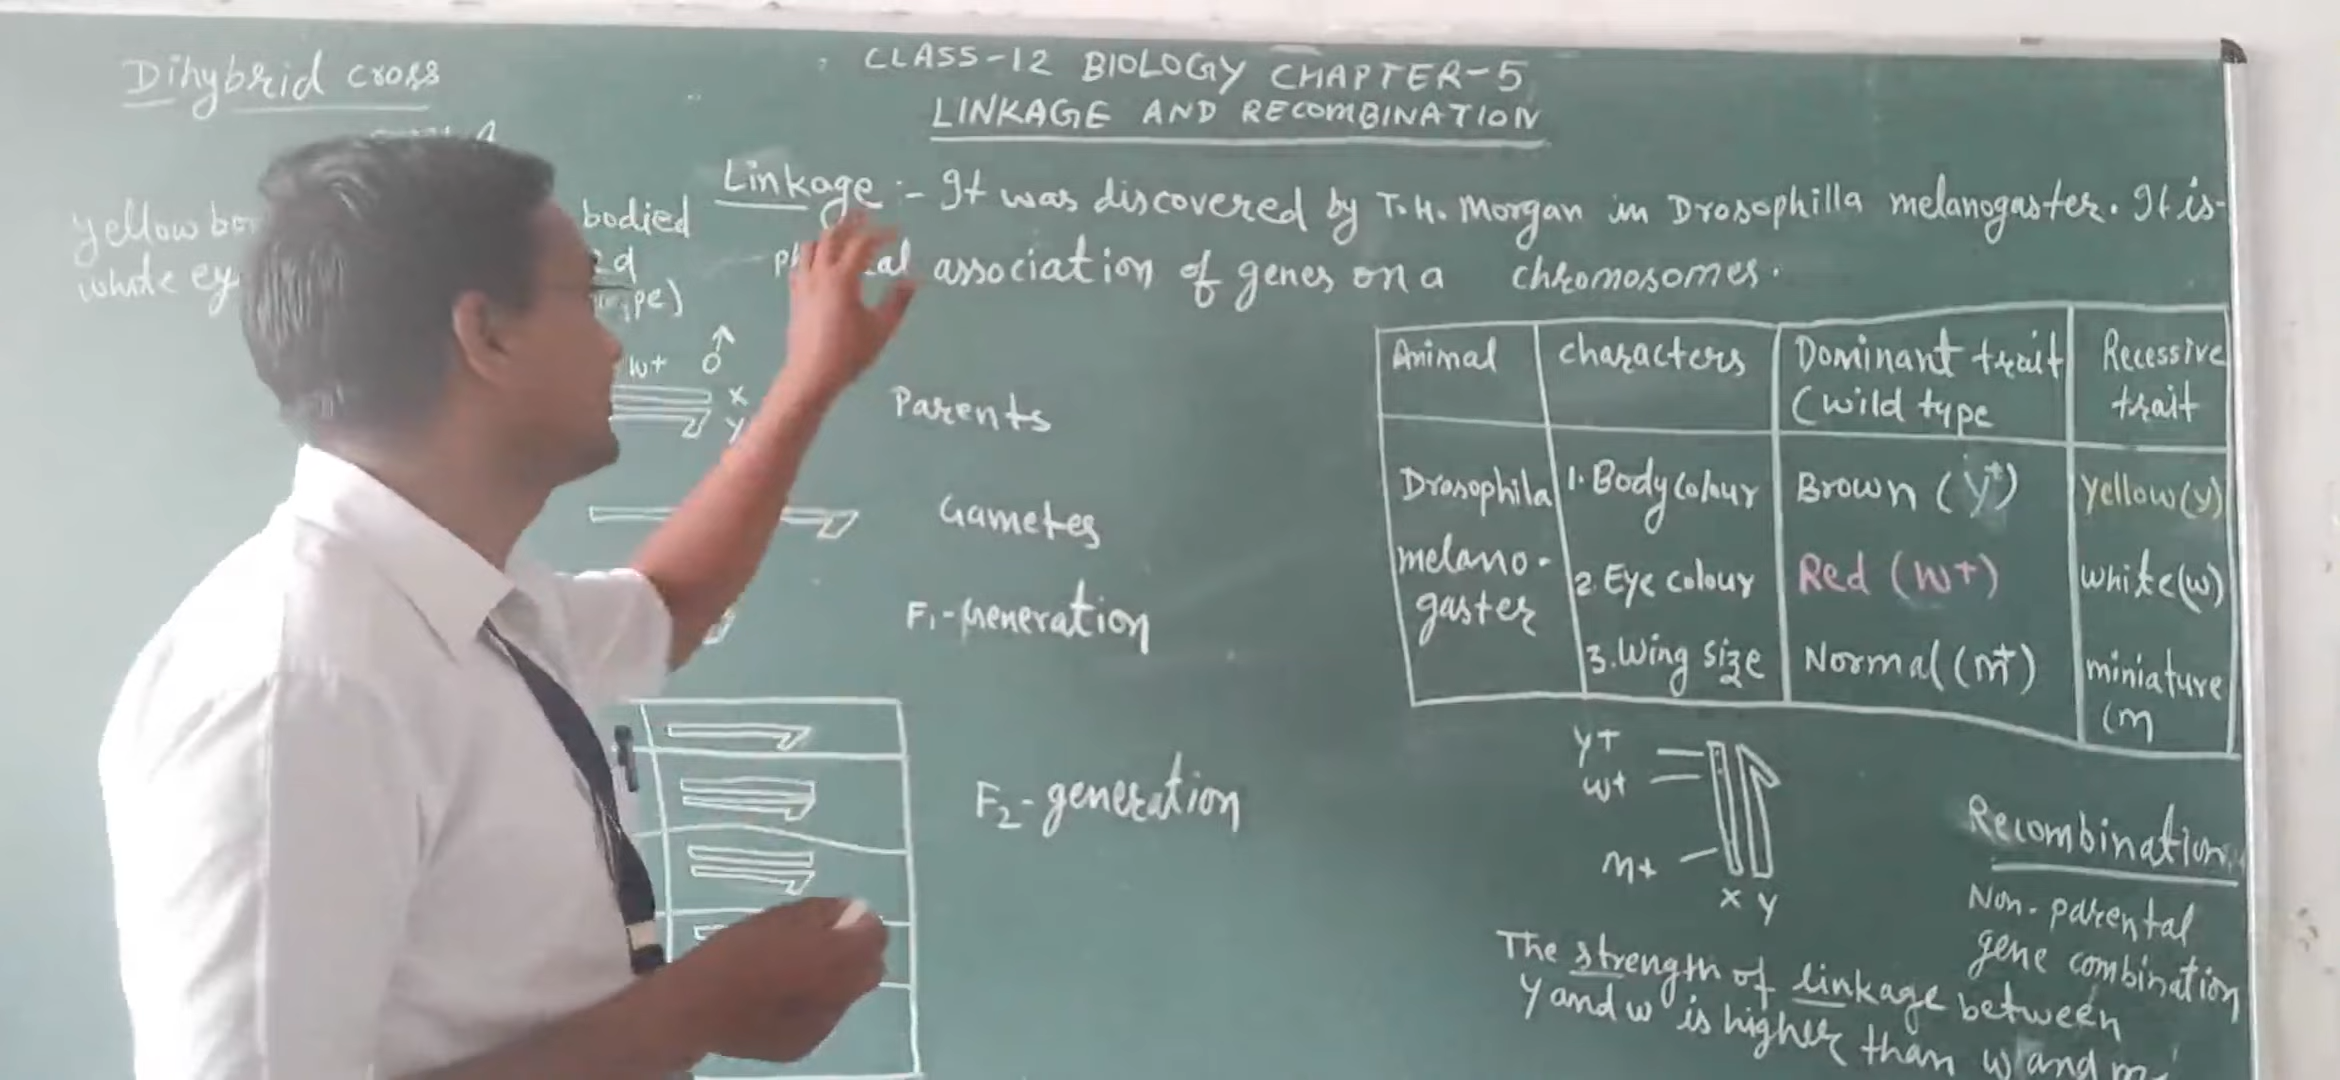 Dihybrid cross
CLASS-12 BIOLOGY CHAPTER-5
LINKAGE AND RECOMBINATION
Linkage :- It was discovered by T.H. Morgan in Drosophilla melanogaster. It is-
association of genes on a chromosomes.
yellow
bodied
white
w+
X
Y
Parents
Gametes
F1-Generation
F2-generation
Animal characters Dominant trait (wild type Recessive trait
Drosophila melano-gaster
1. Body colour Brown (y+) yellow(y)
2. Eye colour Red (w+) white(w)
3. Wing size Normal (m+) miniature (m
y+
w+
m+
X Y
Recombination
Non-parental
gene combination
The strength of linkage between
y and w is higher than w and m